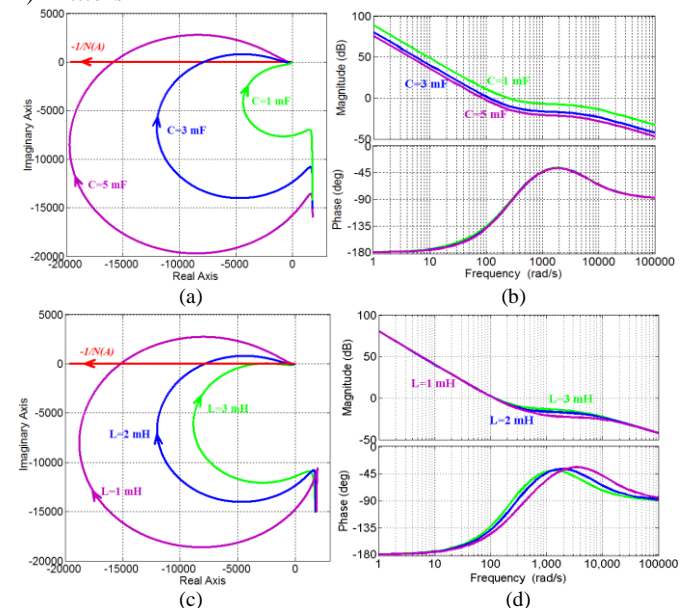 5000
0
-5000
-10000
-15000
-20000
-20000 -15000 -10000 -5000 0
Imaginary Axis
Real Axis
-1/N(A)
C=1 mF
C=3 mF
C=5 mF
(a)
100
50
0
-50
Magnitude (dB)
C=1 mF
C=3 mF
C=5 mF
0
-45
-90
-135
-180
Phase (deg)
1 10 100 1000 10000 100000
Frequency (rad/s)
(b)
5000
0
-5000
-10000
-15000
-20000
-20000 -15000 -10000 -5000 0
Imaginary Axis
Real Axis
-1/N(A)
L=3 mH
L=2 mH
L=1 mH
(c)
100
50
0
-50
Magnitude (dB)
L=1 mH
L=3 mH
L=2 mH
-45
-90
-135
-180
Phase (deg)
1 10 100 1,000 10,000 100000
Frequency (rad/s)
(d)